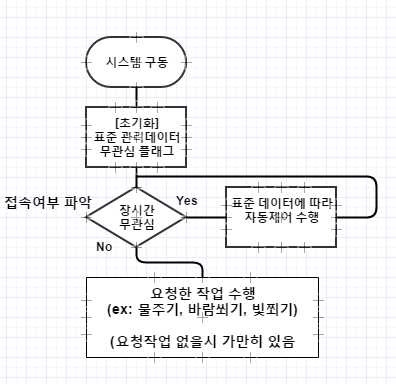 시스템 구동
[초기화]
표준 관리데이터
무관심 플래그
접속여부 파악
장시간
무관심
Yes
표준 데이터에 따라
자동제어 수행
No
요청한 작업 수행
(ex: 물주기, 바람쐬기, 빛쬐기)
(요청작업 없을시 가만히 있음